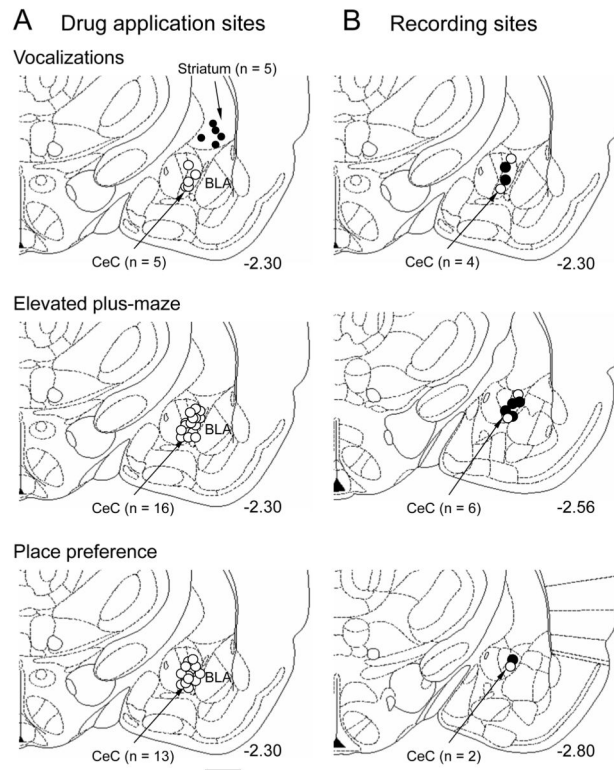 A Drug application sites
B Recording sites
Vocalizations
Striatum (n = 5)
BLA
CeC (n = 5)
-2.30
CeC (n = 4)
-2.30
Elevated plus-maze
BLA
CeC (n = 16)
-2.30
CeC (n = 6)
-2.56
Place preference
BLA
CeC (n = 13)
-2.30
CeC (n = 2)
-2.80